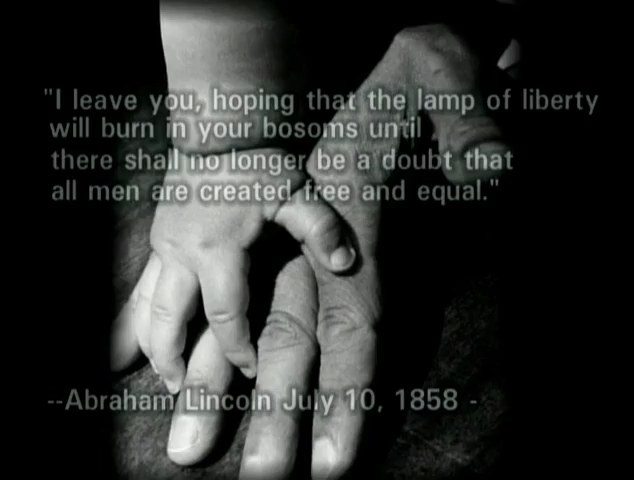 "I leave you, hoping that the lamp of liberty
will burn in your bosoms until
there shall no longer be a doubt that
all men are created free and equal."
--Abraham Lincoln July 10, 1858 -